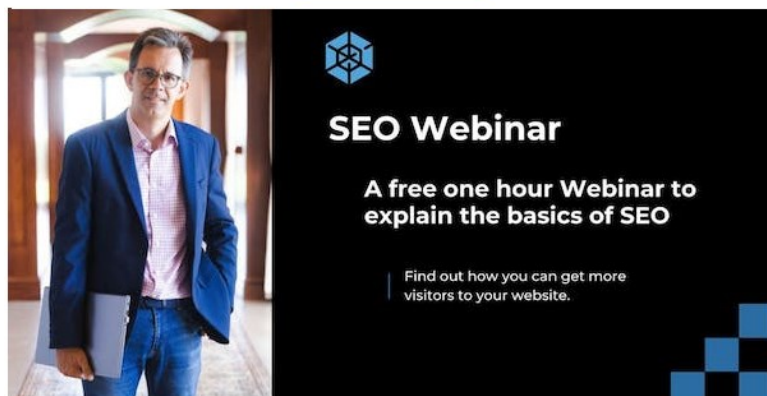 SEO Webinar
A free one hour Webinar to
explain the basics of SEO
Find out how you can get more
visitors to your website.